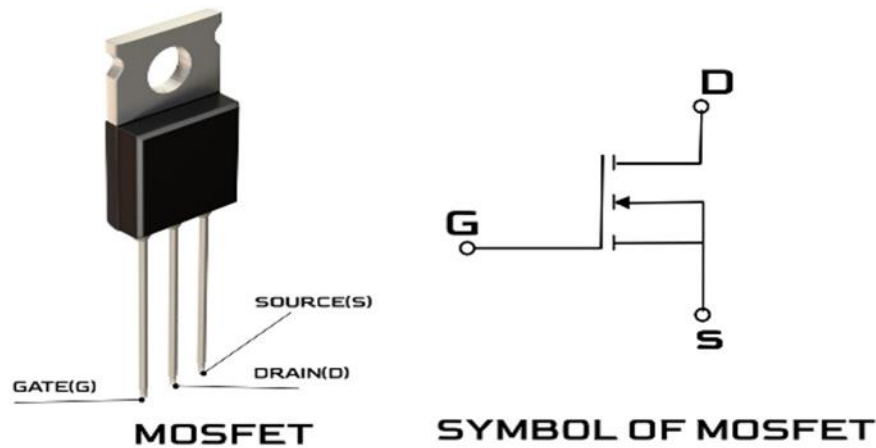 SOURCE(S)
DRAIN(D)
GATE(G)
MOSFET
D
G
S
SYMBOL OF MOSFET